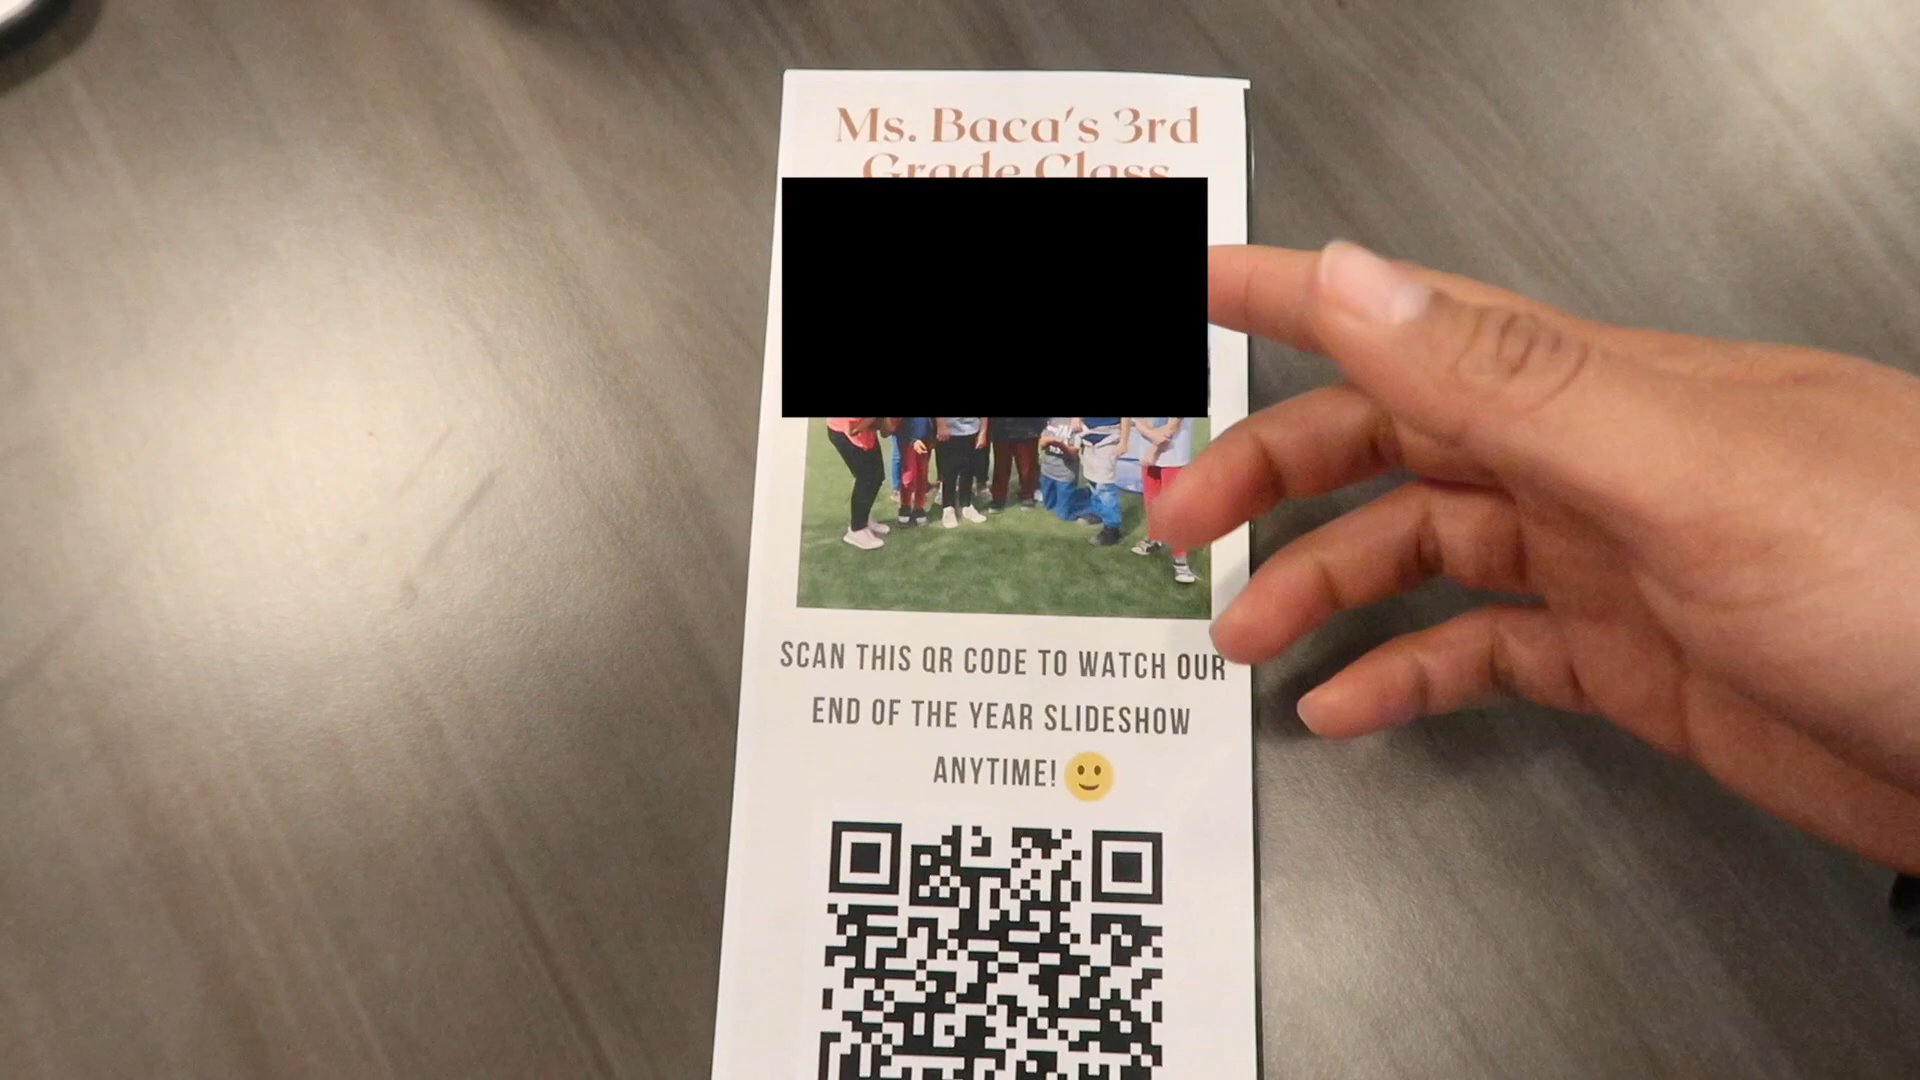 Ms. Baca's 3rd
Grade Class
SCAN THIS QR CODE TO WATCH OUR
END OF THE YEAR SLIDESHOW
ANYTIME!